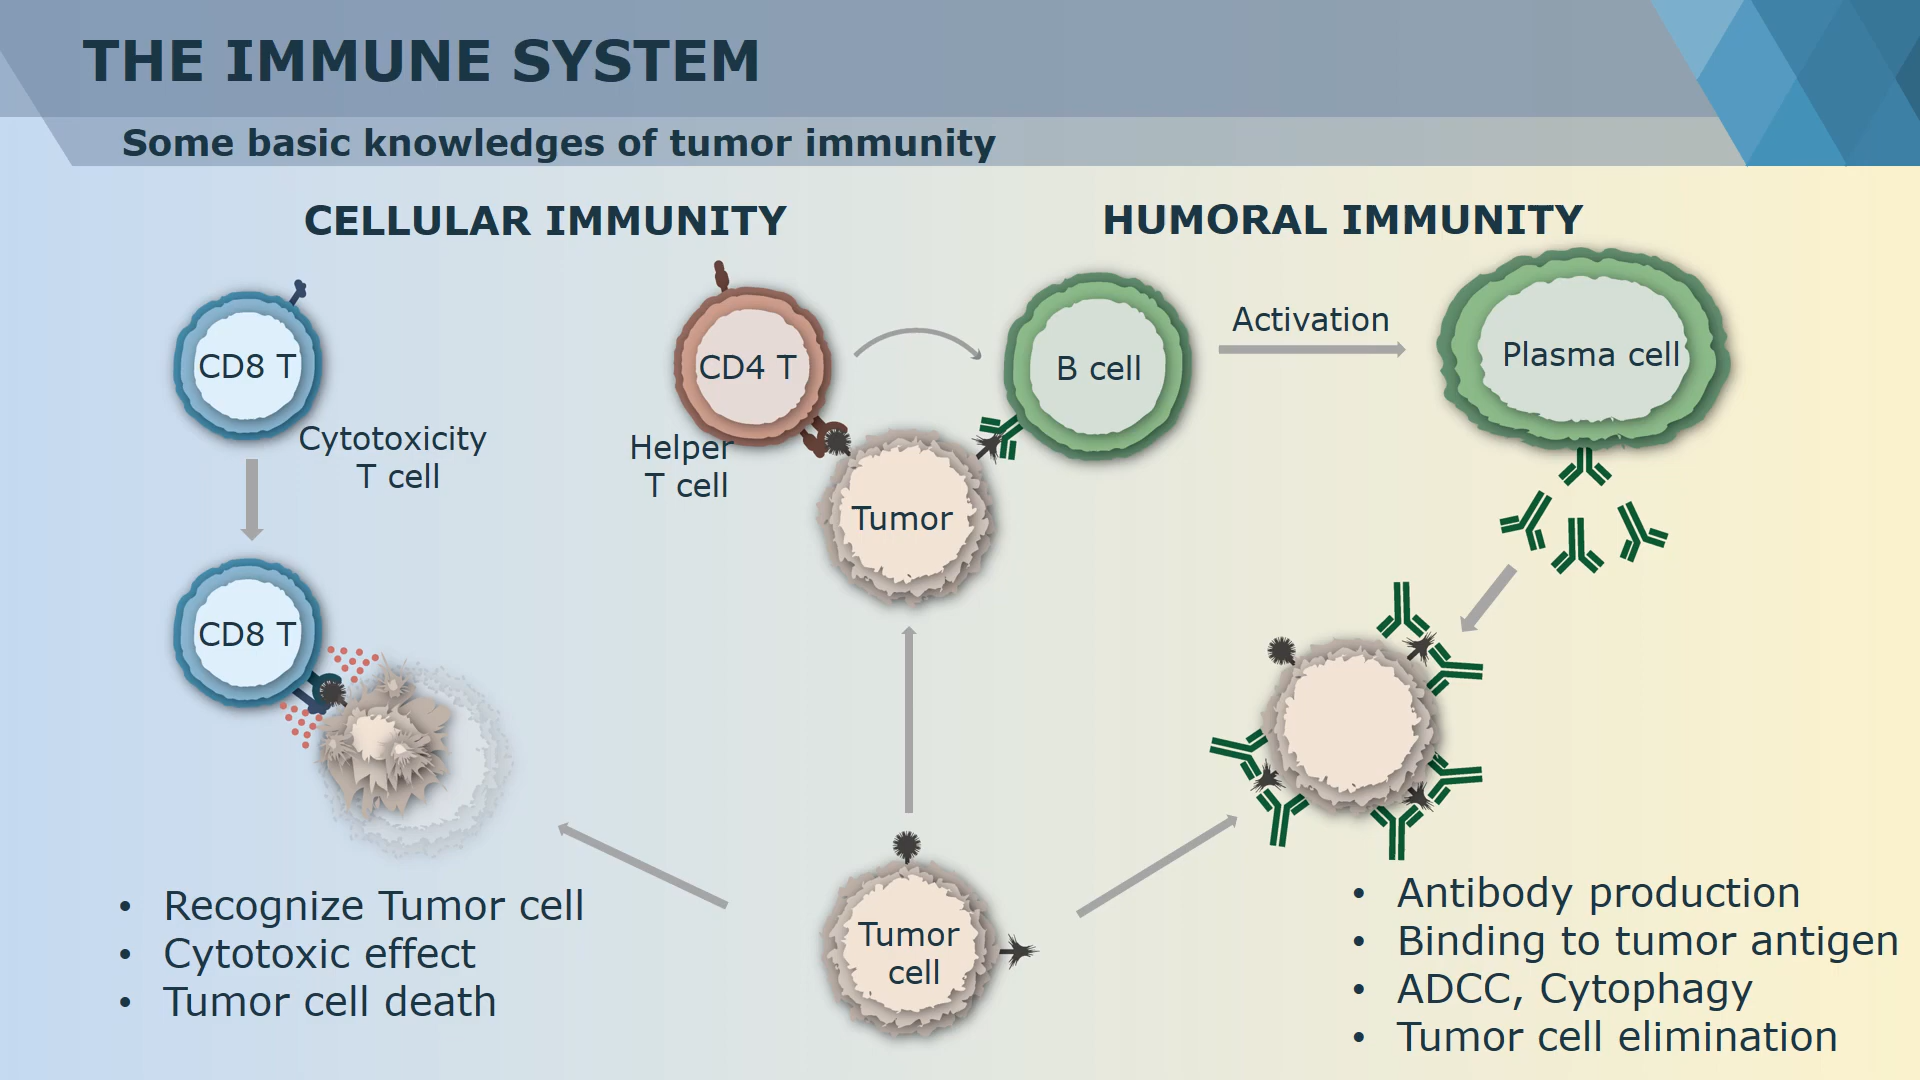 THE IMMUNE SYSTEM
Some basic knowledges of tumor immunity
CELLULAR IMMUNITY
HUMORAL IMMUNITY
CD8 T
Cytotoxicity
T cell
CD8 T
CD4 T
Helper
T cell
Tumor
B cell
Activation
Plasma cell
Tumor
cell
• Recognize Tumor cell
• Cytotoxic effect
• Tumor cell death
• Antibody production
• Binding to tumor antigen
• ADCC, Cytophagy
• Tumor cell elimination